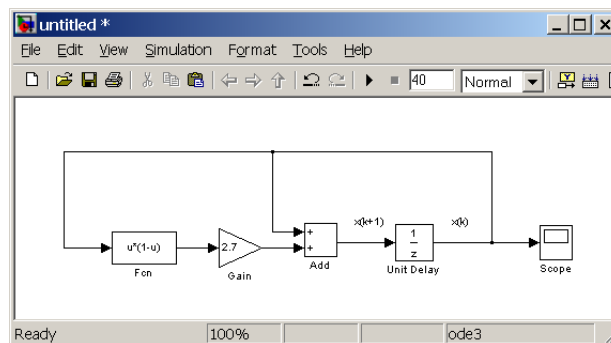 untitled *
File Edit View Simulation Format Tools Help
40 Normal
x(k+1) x(k)
u*(1-u) 2.7 + + 1 z
Fcn Gain Add Unit Delay Scope
Ready 100% ode3